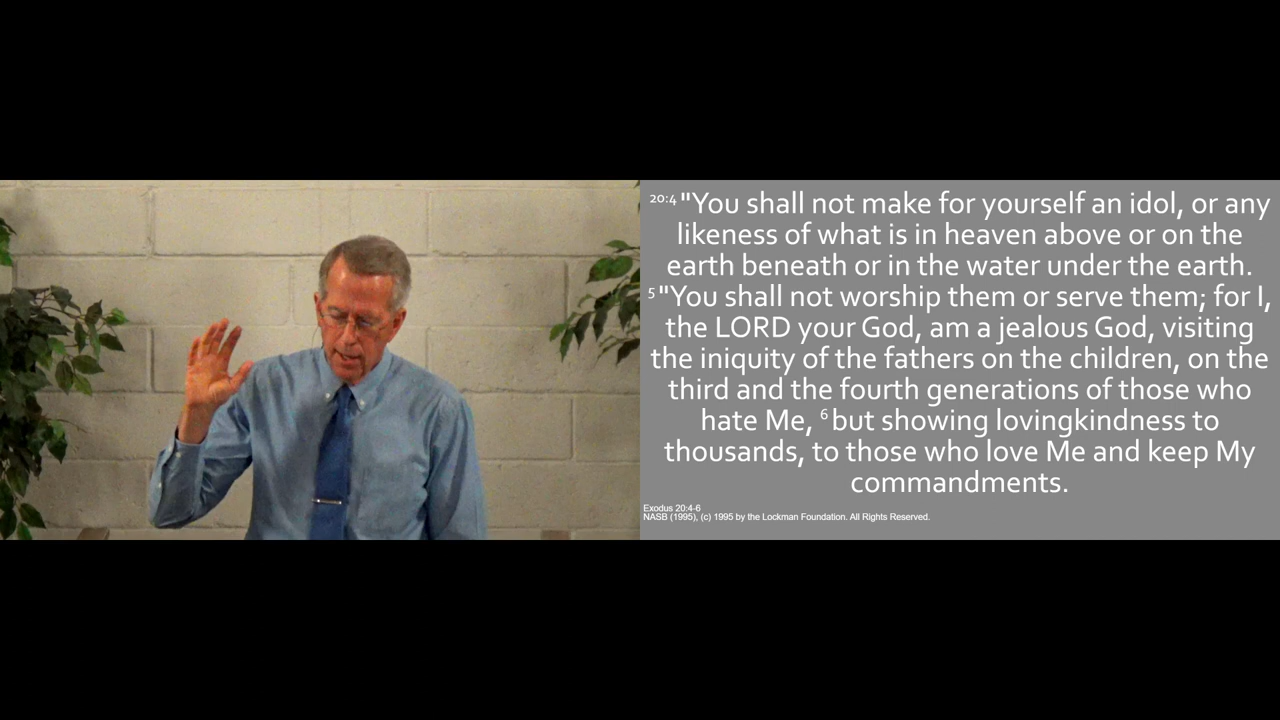 20:4 "You shall not make for yourself an idol, or any
likeness of what is in heaven above or on the
earth beneath or in the water under the earth.
5 "You shall not worship them or serve them; for I,
the LORD your God, am a jealous God, visiting
the iniquity of the fathers on the children, on the
third and the fourth generations of those who
hate Me, 6 but showing lovingkindness to
thousands, to those who love Me and keep My
commandments.
Exodus 20:4-6
NASB (1995), (c) 1995 by the Lockman Foundation. All Rights Reserved.